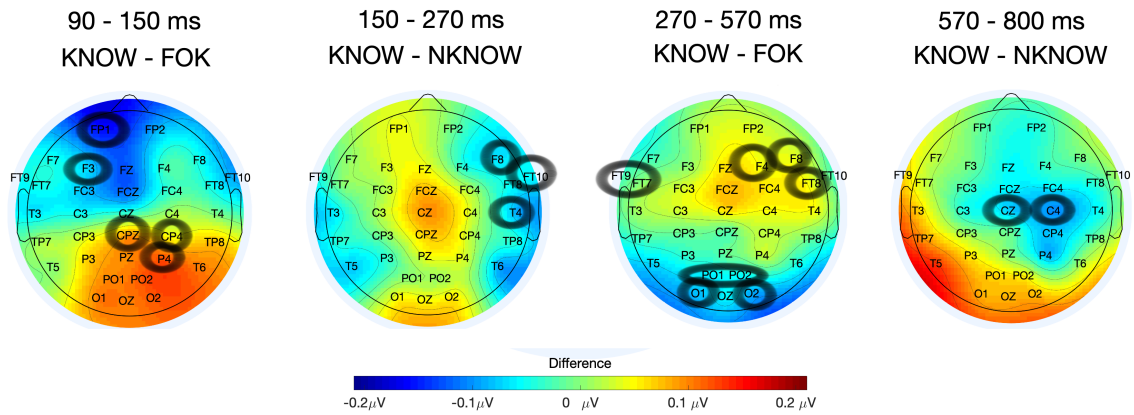 90 - 150 ms 150 - 270 ms 270 - 570 ms 570 - 800 ms
KNOW - FOK KNOW - NKNOW KNOW - FOK KNOW - NKNOW
FP1 FP2 FP1 FP2 FP1 FP2 FP1 FP2
F7 F3 FZ F4 F8 F7 F3 FZ F4 F8 F7 F3 FZ F4 F8 F7 F3 FZ F4 F8
FT9 FT7 FC3 FCZ FC4 FT8 FT10 FT9 FT7 FC3 FCZ FC4 FT8 FT10 FT9 FT7 FC3 FCZ FC4 FT8 FT10 FT9 FT7 FC3 FCZ FC4 FT8 FT10
T3 C3 CZ C4 T4 T3 C3 CZ C4 T4 T3 C3 CZ C4 T4 T3 C3 CZ C4 T4
TP7 CP3 CPZ CP4 TP8 TP7 CP3 CPZ CP4 TP8 TP7 CP3 CPZ CP4 TP8 TP7 CP3 CPZ CP4 TP8
T5 P3 PZ P4 T6 T5 P3 PZ P4 T6 T5 P3 PZ P4 T6 T5 P3 PZ P4 T6
PO1 PO2 PO1 PO2 PO1 PO2 PO1 PO2
O1 OZ O2 O1 OZ O2 O1 OZ O2 O1 OZ O2
Difference
-0.2μV -0.1μV 0 μV 0.1 μV 0.2 μV